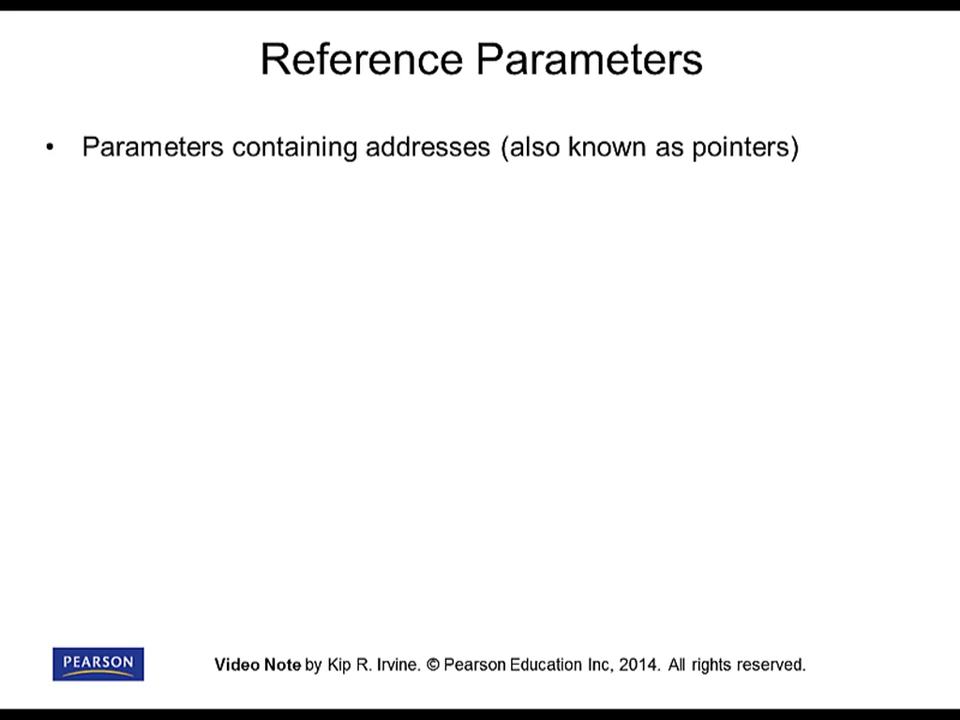 Reference Parameters
• Parameters containing addresses (also known as pointers)
PEARSON
Video Note by Kip R. Irvine. © Pearson Education Inc, 2014. All rights reserved.